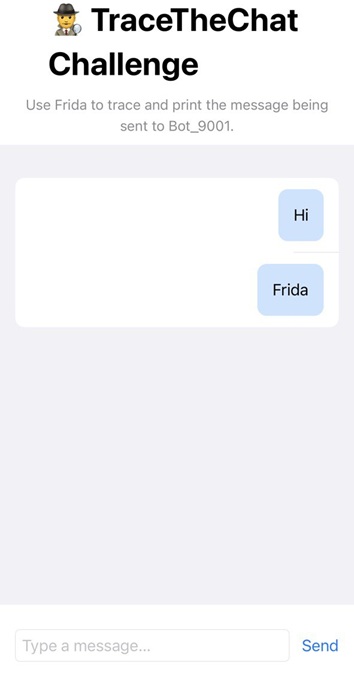 🕵️ TraceTheChat
Challenge
Use Frida to trace and print the message being
sent to Bot_9001.
Hi
Frida
Type a message... Send